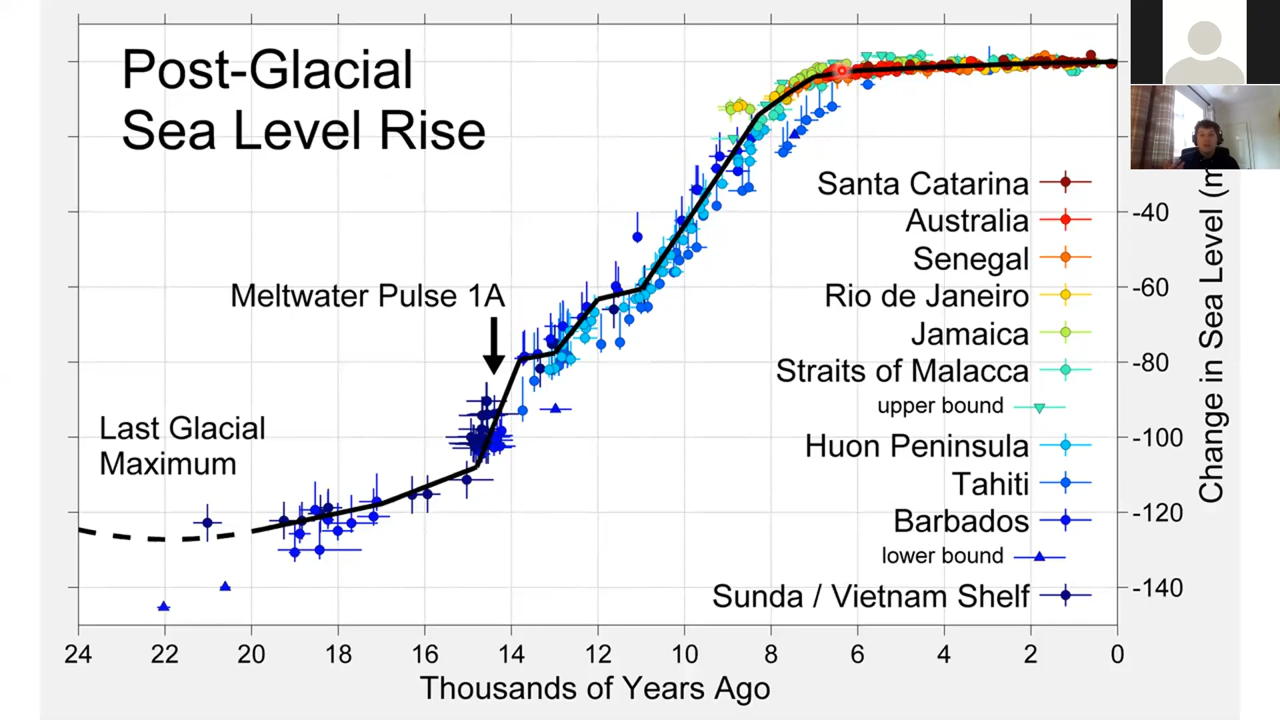 Post-Glacial
Sea Level Rise
Meltwater Pulse 1A
Last Glacial
Maximum
Santa Catarina
Australia
Senegal
Rio de Janeiro
Jamaica
Straits of Malacca
upper bound
Huon Peninsula
Tahiti
Barbados
lower bound
Sunda / Vietnam Shelf
-40
-60
-80
-100
-120
-140
Change in Sea Level (m
24 22 20 18 16 14 12 10 8 6 4 2 0
Thousands of Years Ago